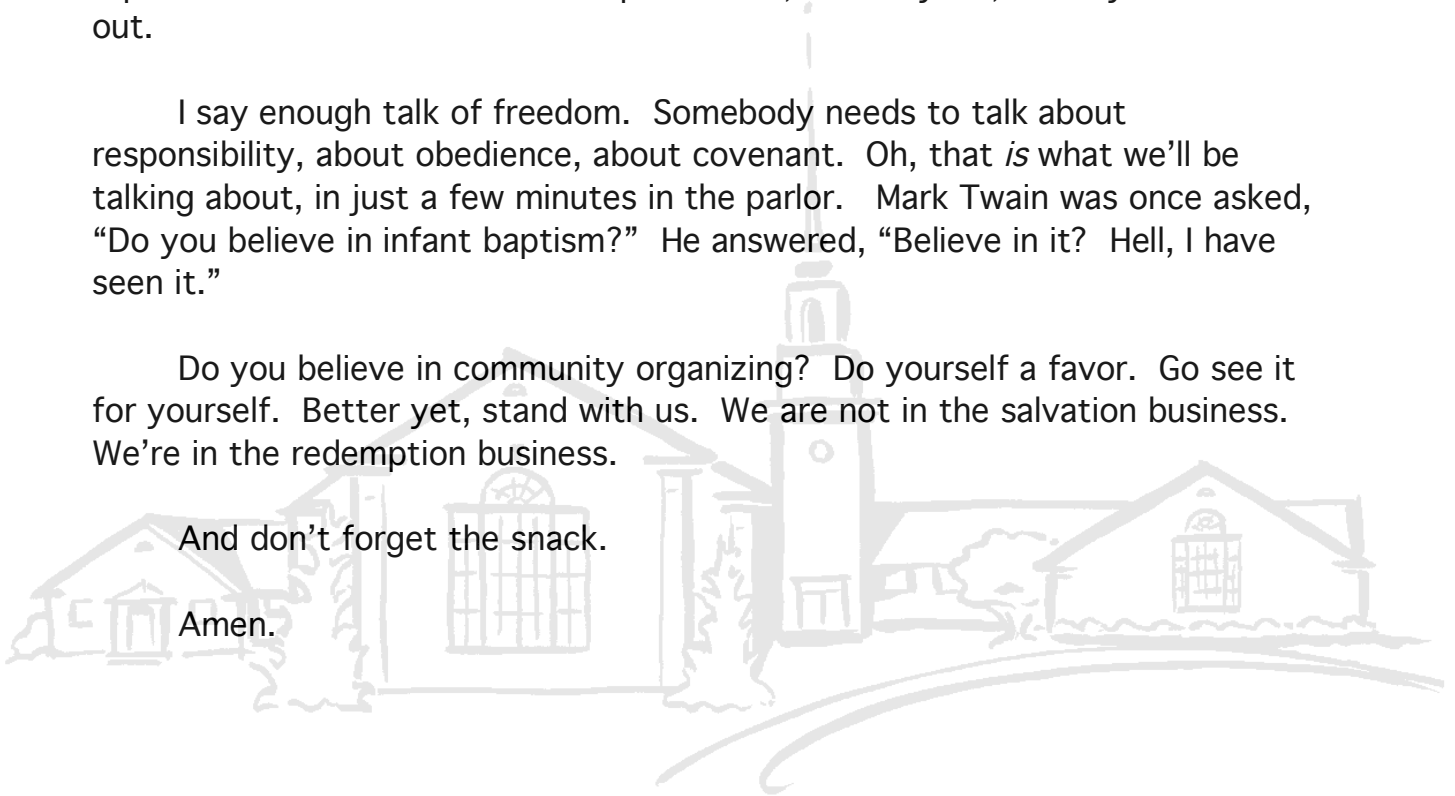 out.
I say enough talk of freedom.  Somebody needs to talk about
responsibility, about obedience, about covenant.  Oh, that is what we’ll be
talking about, in just a few minutes in the parlor.   Mark Twain was once asked,
“Do you believe in infant baptism?”  He answered, “Believe in it?  Hell, I have
seen it.”
Do you believe in community organizing?  Do yourself a favor.  Go see it
for yourself.  Better yet, stand with us.  We are not in the salvation business.
We’re in the redemption business.
And don’t forget the snack.
Amen.